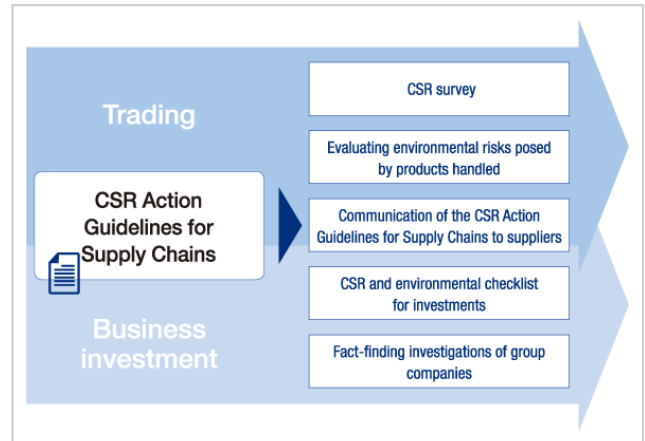 Trading
CSR Action
Guidelines for
Supply Chains
Business
investment
CSR survey
Evaluating environmental risks posed
by products handled
Communication of the CSR Action
Guidelines for Supply Chains to suppliers
CSR and environmental checklist
for investments
Fact-finding investigations of group
companies